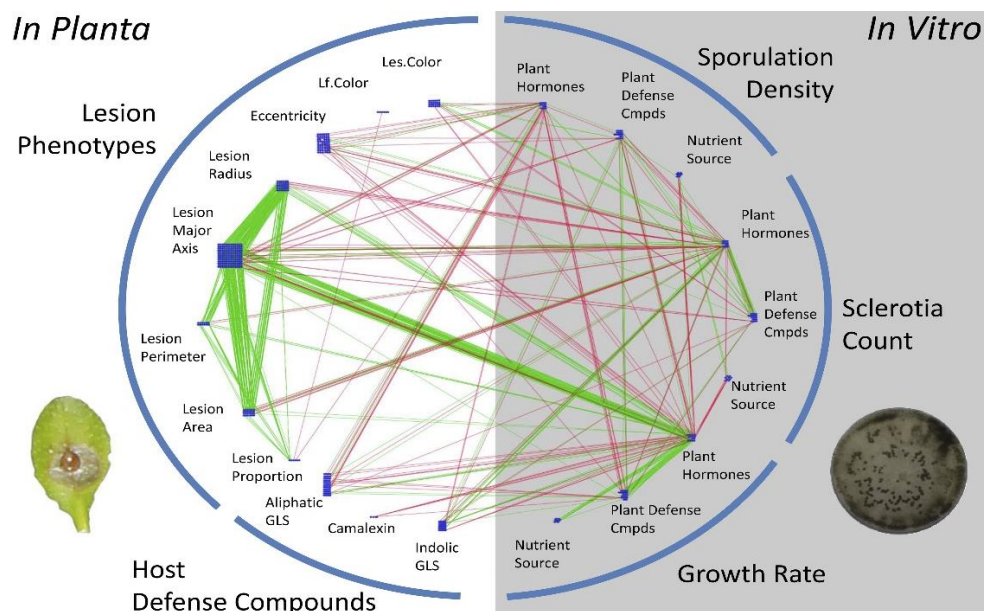 In Planta
In Vitro
Lesion
Phenotypes
Les.Color
Lf.Color
Eccentricity
Lesion
Radius
Lesion
Major
Axis
Lesion
Perimeter
Lesion
Area
Lesion
Proportion
Aliphatic
GLS
Camalexin
Indolic
GLS
Host
Defense Compounds
Plant
Hormones
Plant
Defense
Cmpds
Nutrient
Source
Sporulation
Density
Plant
Hormones
Plant
Defense
Cmpds
Nutrient
Source
Sclerotia
Count
Plant
Hormones
Plant Defense
Cmpds
Nutrient
Source
Growth Rate